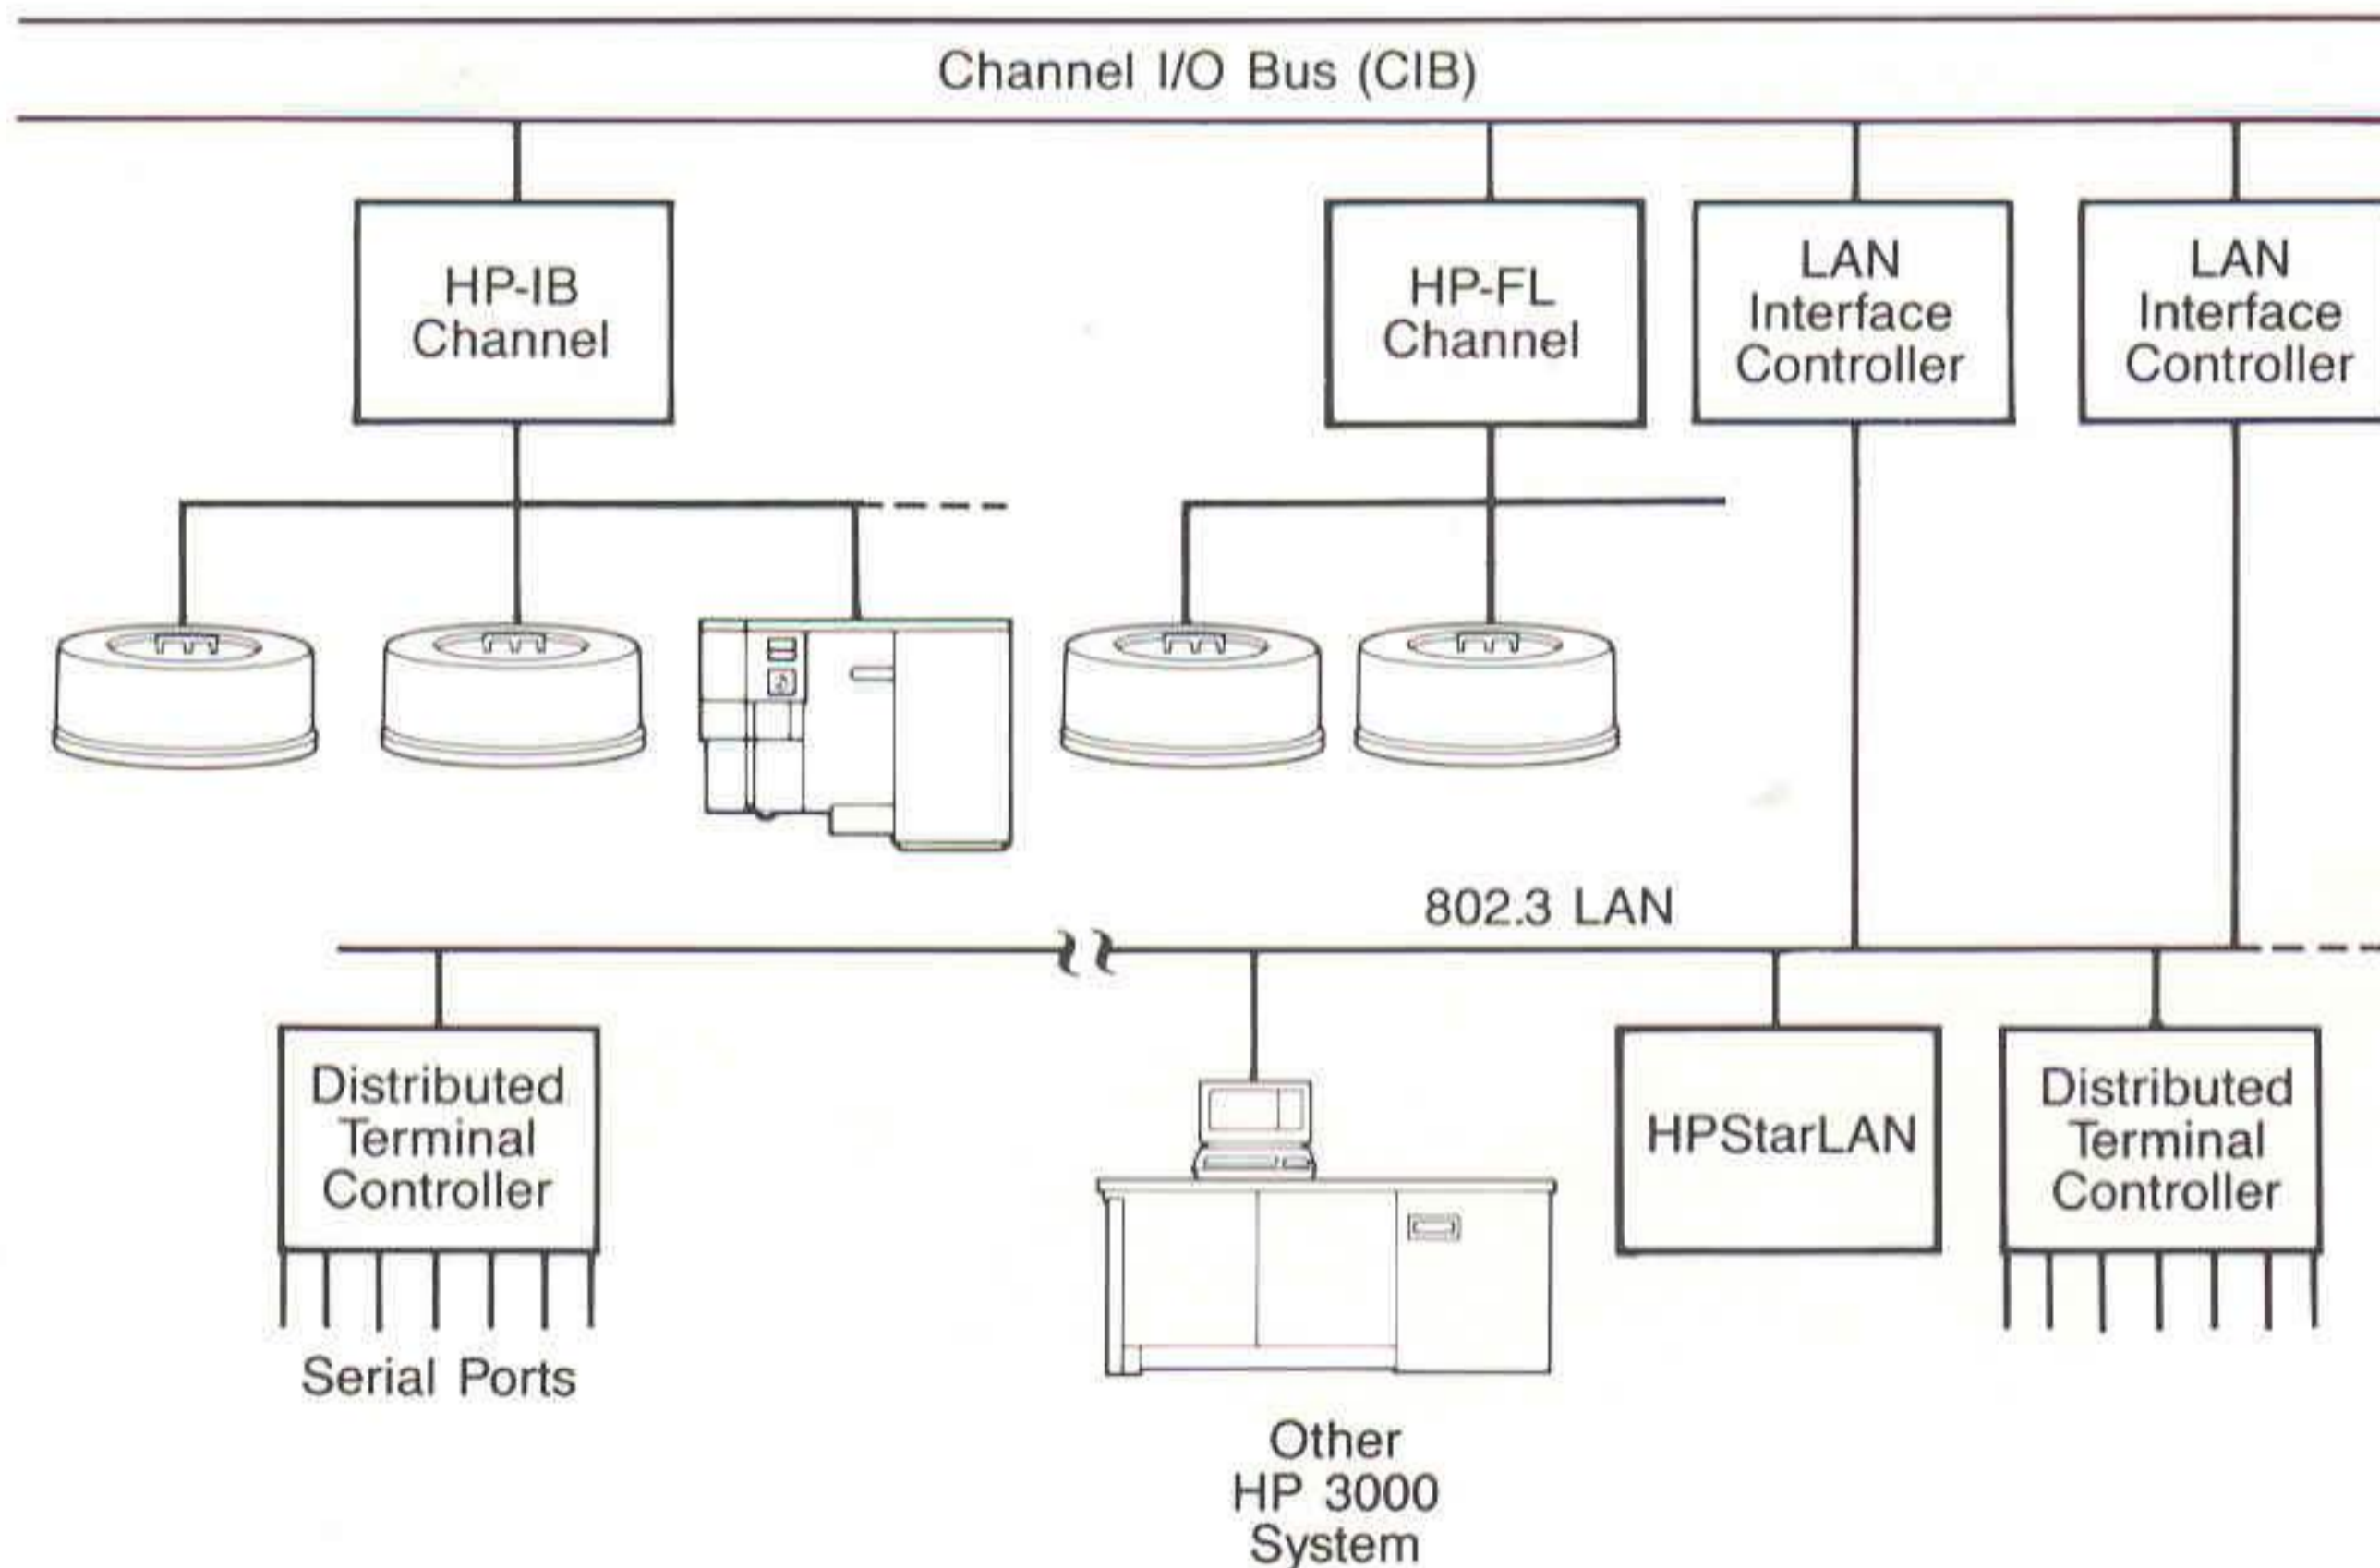 Channel I/O Bus (CIB)
HP-IB
Channel
HP-FL
Channel
LAN
Interface
Controller
LAN
Interface
Controller
802.3 LAN
Distributed
Terminal
Controller
HPStarLAN
Distributed
Terminal
Controller
Serial Ports
Other
HP 3000
System